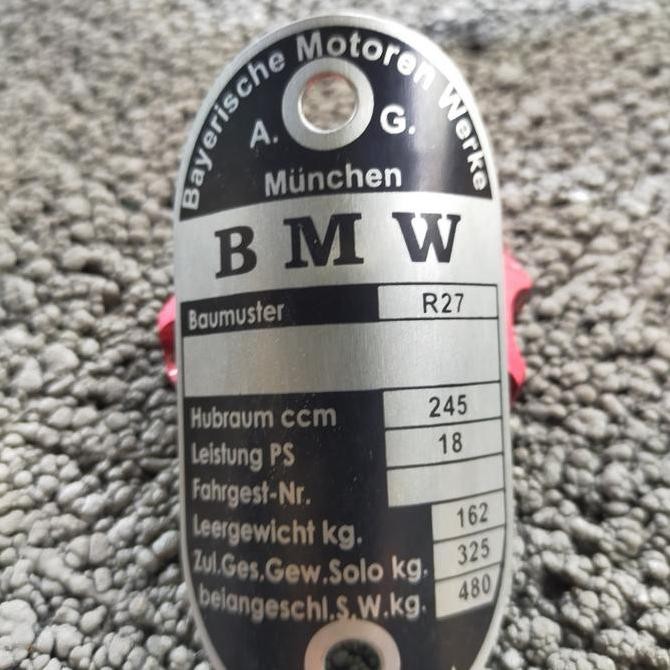 Bayerische Motoren Werke
A. G.
München
BMW
Baumuster R27
Hubraum ccm 245
Leistung PS 18
Fahrgest-Nr.
Leergewicht kg. 162
Zul.Ges.Gew.Solo kg. 325
beiangeschl.S.W.kg. 480